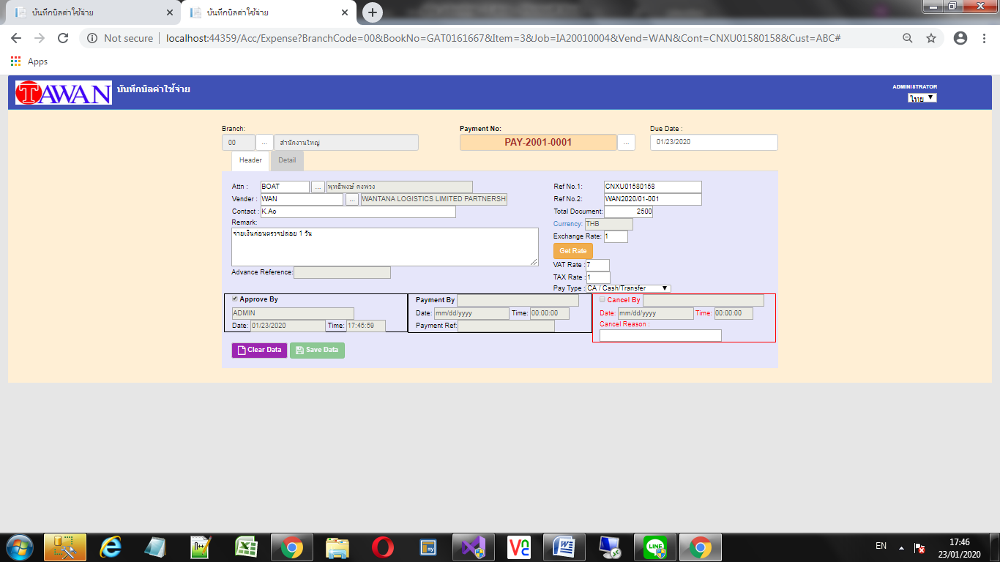 บันทึกบิลค่าใช้จ่าย
บันทึกบิลค่าใช้จ่าย
Not secure
localhost:44359/Acc/Expense?BranchCode=00&BookNo=GAT0161667&Item=3&Job=IA20010004&Vend=WAN&Cont=CNXU01580158&Cust=ABC#
Apps
TAWAN บันทึกบิลค่าใช้จ่าย
ADMINISTRATOR
ไทย
Branch:
Payment No:
Due Date :
00 ... สำนักงานใหญ่
PAY-2001-0001 ...
01/23/2020
Header Detail
Attn : BOAT ... พุทธิพงษ์ คงพ่วง
Vender : WAN ... WANTANA LOGISTICS LIMITED PARTNERSH
Contact : K.Ao
Remark:
จ่ายเงินก่อนตรวจปล่อย 1 วัน
Advance Reference:
Ref No.1: CNXU01580158
Ref No.2: WAN2020/01-001
Total Document: 2500
Currency: THB
Exchange Rate: 1
Get Rate
VAT Rate : 7
TAX Rate : 1
Pay Type : CA / Cash/Transfer
Approve By
ADMIN
Date: 01/23/2020 Time: 17:45:59
Payment By
Date: mm/dd/yyyy Time: 00:00:00
Payment Ref:
Cancel By
Date: mm/dd/yyyy Time: 00:00:00
Cancel Reason :
Clear Data Save Data
EN
17:46
23/01/2020